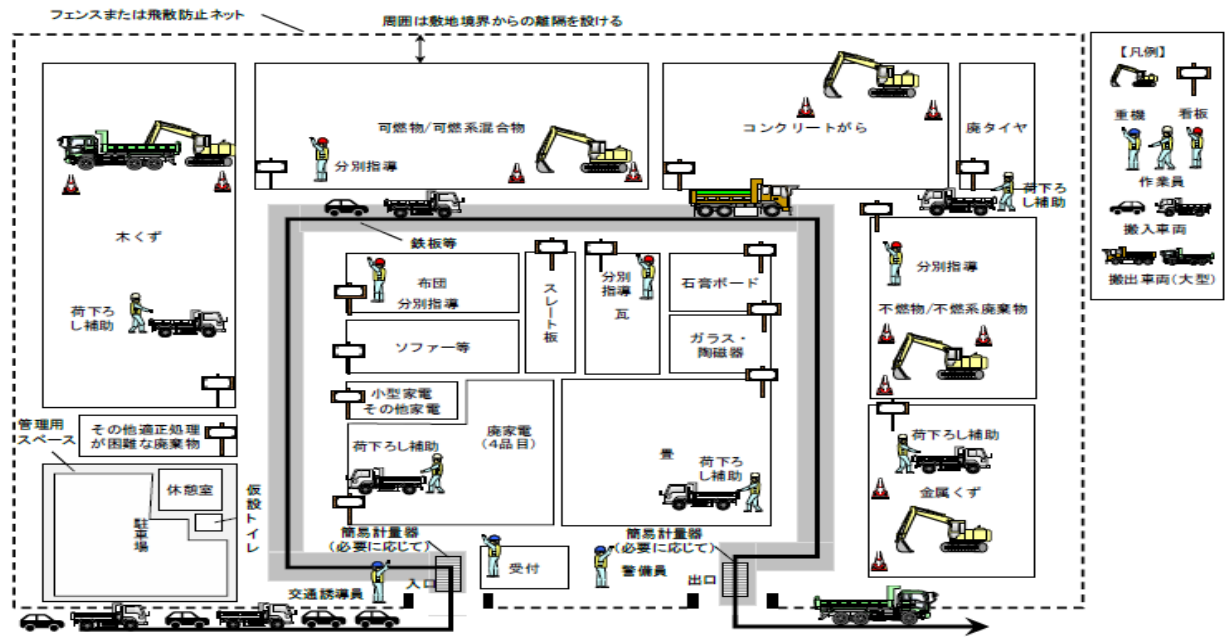 フェンスまたは飛散防止ネット
周囲は敷地境界からの離隔を設ける
【凡例】
重機
看板
作業員
搬入車両
搬出車両(大型)
可燃物/可燃系混合物
分別指導
コンクリートがら
廃タイヤ
荷下ろ
し補助
木くず
荷下ろ
し補助
鉄板等
布団
分別指導
スレート板
分別
指導
瓦
石膏ボード
ソファー等
ガラス・
陶磁器
分別指導
不燃物/不燃系廃棄物
小型家電
その他家電
廃家電
(4品目)
荷下ろし補助
畳
荷下ろ
し補助
荷下ろし補助
金属くず
管理用
スペース
その他適正処理
が困難な廃棄物
休憩室
仮設トイレ
駐車場
簡易計量器
(必要に応じて)
簡易計量器
(必要に応じて)
交通誘導員
入口
受付
警備員
出口